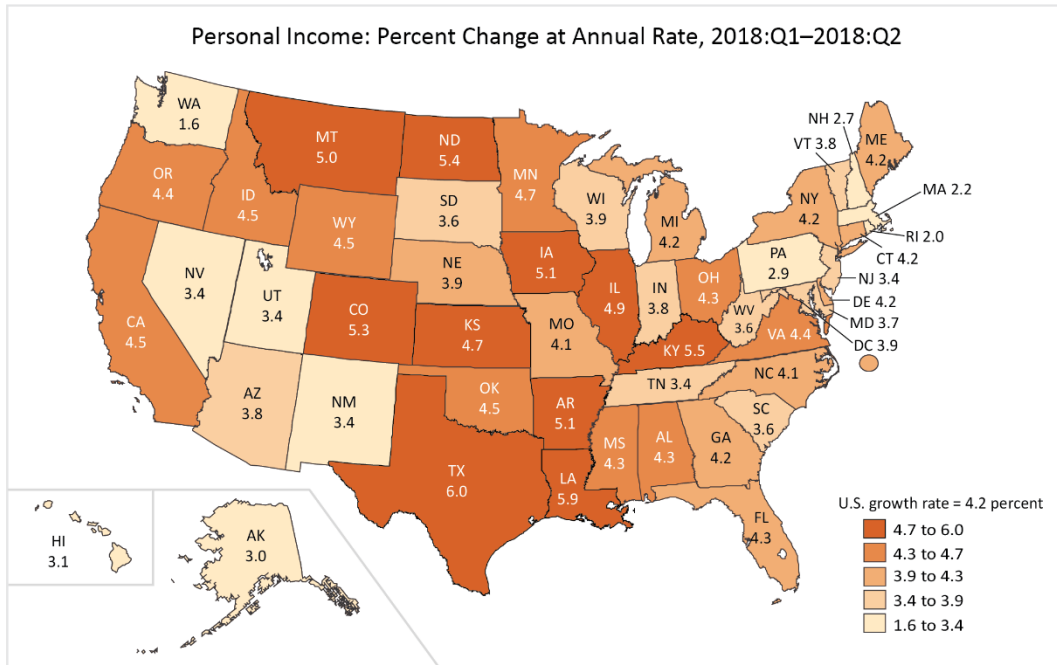 Personal Income: Percent Change at Annual Rate, 2018:Q1–2018:Q2
WA
1.6
MT
5.0
ND
5.4
MN
4.7
NH 2.7
VT 3.8
ME
4.2
OR
4.4
ID
4.5
WY
4.5
SD
3.6
WI
3.9
MI
4.2
NY
4.2
MA 2.2
RI 2.0
CT 4.2
NJ 3.4
DE 4.2
MD 3.7
DC 3.9
PA
2.9
NV
3.4
UT
3.4
CO
5.3
NE
3.9
IA
5.1
IL
4.9
IN
3.8
OH
4.3
WV
3.6
VA 4.4
CA
4.5
KS
4.7
MO
4.1
KY 5.5
NC 4.1
TN 3.4
AZ
3.8
NM
3.4
OK
4.5
AR
5.1
SC
3.6
MS
4.3
AL
4.3
GA
4.2
TX
6.0
LA
5.9
FL
4.3
HI
3.1
AK
3.0
U.S. growth rate = 4.2 percent
4.7 to 6.0
4.3 to 4.7
3.9 to 4.3
3.4 to 3.9
1.6 to 3.4